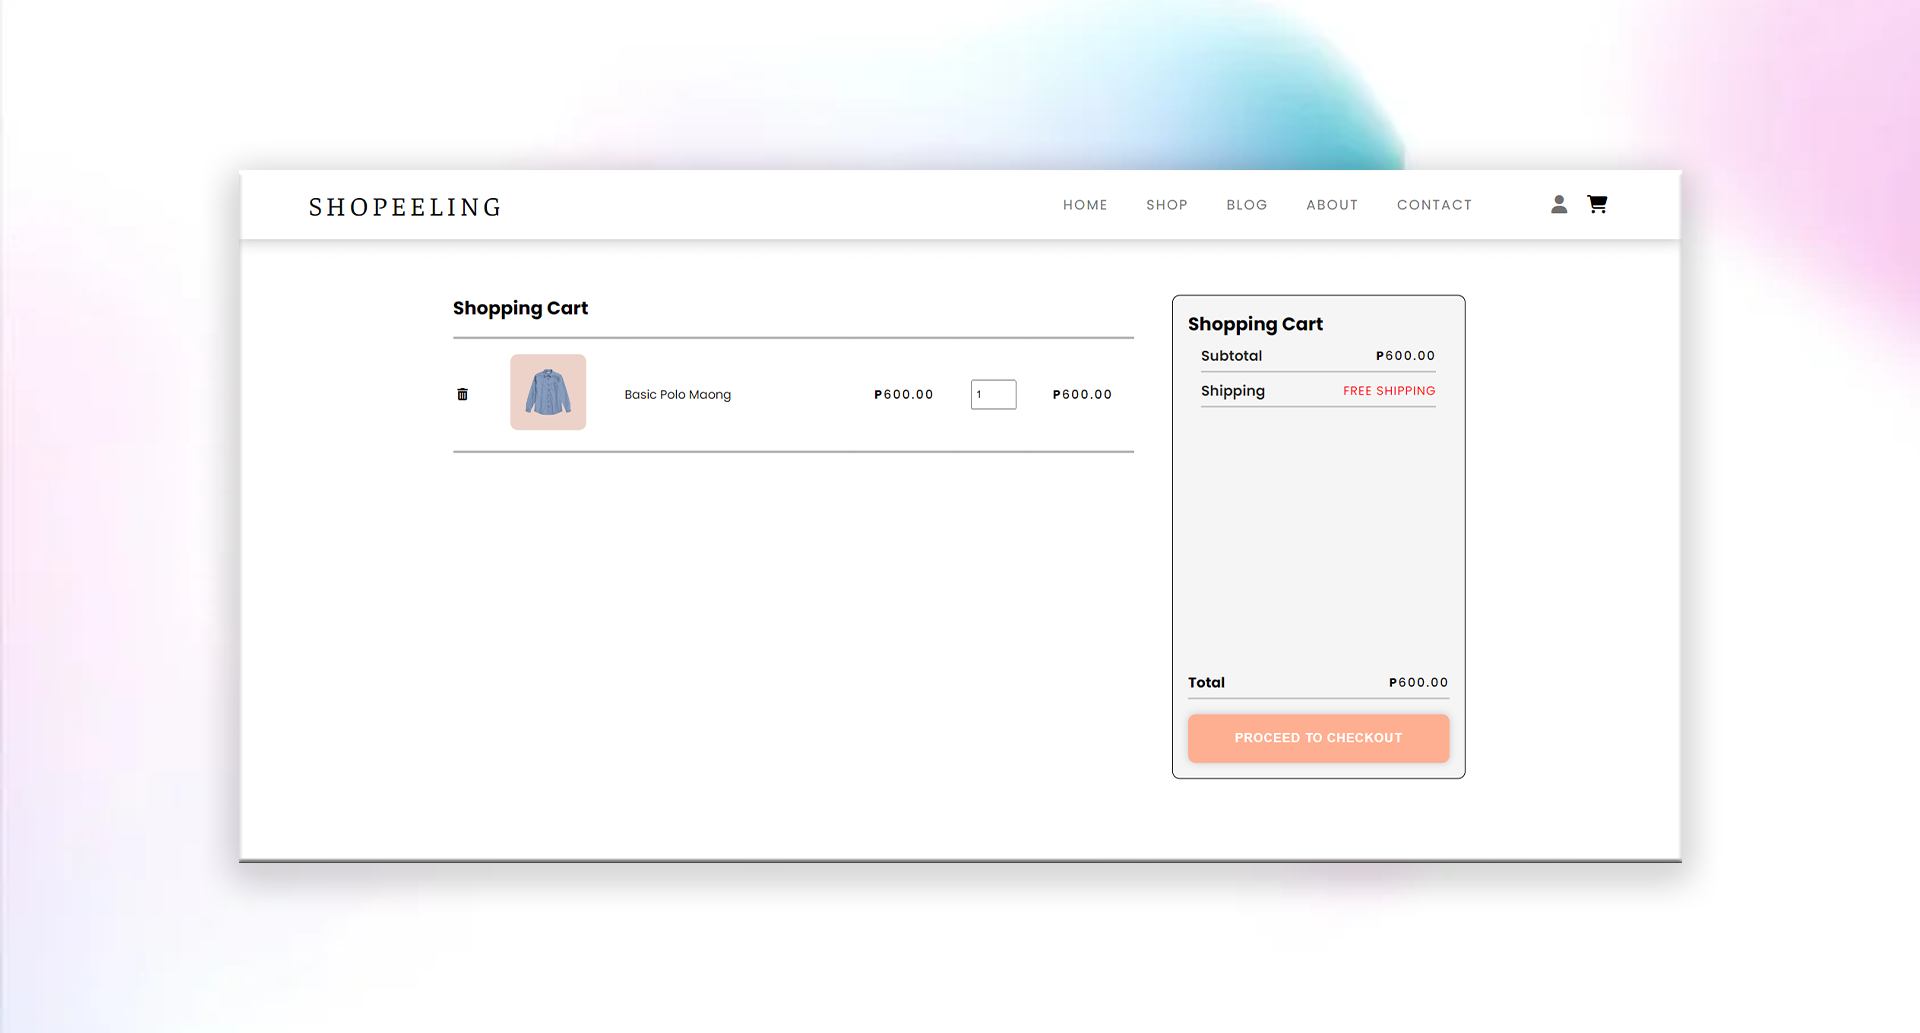 SHOPEELING HOME SHOP BLOG ABOUT CONTACT
Shopping Cart
Basic Polo Maong ₱600.00 1 ₱600.00
Shopping Cart
Subtotal ₱600.00
Shipping FREE SHIPPING
Total ₱600.00
PROCEED TO CHECKOUT